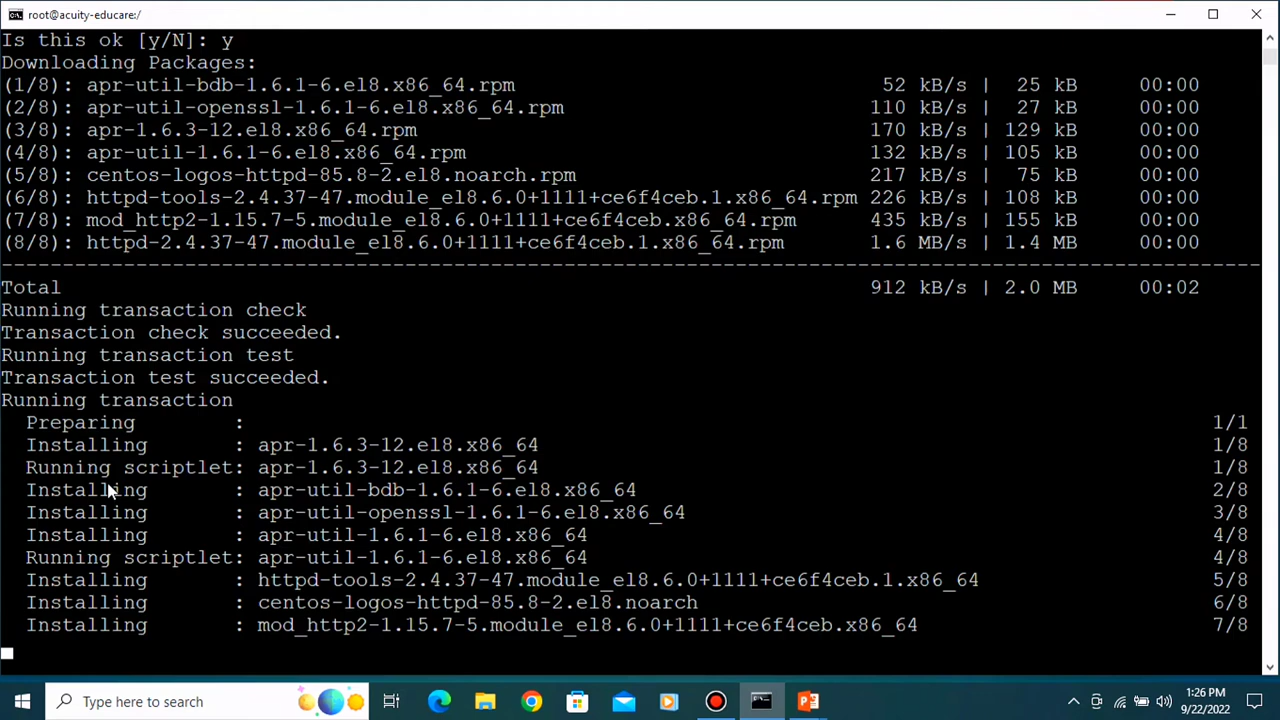 root@acuity-educare:/
Is this ok [y/N]: y
Downloading Packages:
(1/8): apr-util-bdb-1.6.1-6.el8.x86_64.rpm 52 kB/s | 25 kB 00:00
(2/8): apr-util-openssl-1.6.1-6.el8.x86_64.rpm 110 kB/s | 27 kB 00:00
(3/8): apr-1.6.3-12.el8.x86_64.rpm 170 kB/s | 129 kB 00:00
(4/8): apr-util-1.6.1-6.el8.x86_64.rpm 132 kB/s | 105 kB 00:00
(5/8): centos-logos-httpd-85.8-2.el8.noarch.rpm 217 kB/s | 75 kB 00:00
(6/8): httpd-tools-2.4.37-47.module_el8.6.0+1111+ce6f4ceb.1.x86_64.rpm 226 kB/s | 108 kB 00:00
(7/8): mod_http2-1.15.7-5.module_el8.6.0+1111+ce6f4ceb.x86_64.rpm 435 kB/s | 155 kB 00:00
(8/8): httpd-2.4.37-47.module_el8.6.0+1111+ce6f4ceb.1.x86_64.rpm 1.6 MB/s | 1.4 MB 00:00
--------------------------------------------------------------------------------
Total 912 kB/s | 2.0 MB 00:02
Running transaction check
Transaction check succeeded.
Running transaction test
Transaction test succeeded.
Running transaction
Preparing : 1/1
Installing : apr-1.6.3-12.el8.x86_64 1/8
Running scriptlet: apr-1.6.3-12.el8.x86_64 1/8
Installing : apr-util-bdb-1.6.1-6.el8.x86_64 2/8
Installing : apr-util-openssl-1.6.1-6.el8.x86_64 3/8
Installing : apr-util-1.6.1-6.el8.x86_64 4/8
Running scriptlet: apr-util-1.6.1-6.el8.x86_64 4/8
Installing : httpd-tools-2.4.37-47.module_el8.6.0+1111+ce6f4ceb.1.x86_64 5/8
Installing : centos-logos-httpd-85.8-2.el8.noarch 6/8
Installing : mod_http2-1.15.7-5.module_el8.6.0+1111+ce6f4ceb.x86_64 7/8
Type here to search
1:26 PM
9/22/2022